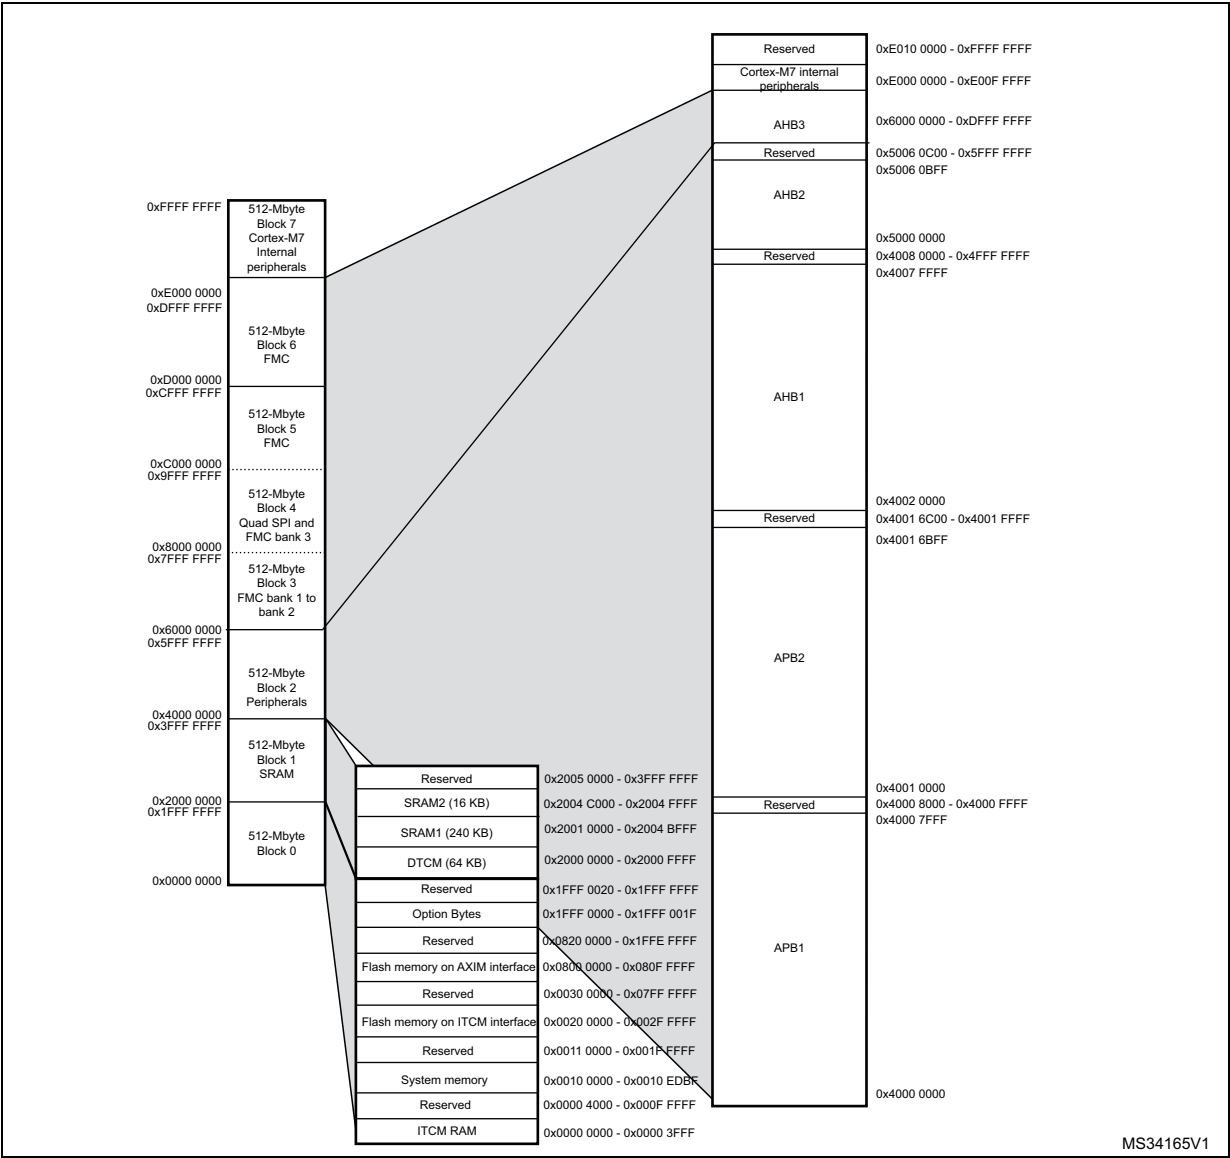 0xFFFF FFFF
512-Mbyte
Block 7
Cortex-M7
Internal
peripherals
0xE000 0000
0xDFFF FFFF
512-Mbyte
Block 6
FMC
0xD000 0000
0xCFFF FFFF
512-Mbyte
Block 5
FMC
0xC000 0000
0x9FFF FFFF
512-Mbyte
Block 4
Quad SPI and
FMC bank 3
0x8000 0000
0x7FFF FFFF
512-Mbyte
Block 3
FMC bank 1 to
bank 2
0x6000 0000
0x5FFF FFFF
512-Mbyte
Block 2
Peripherals
0x4000 0000
0x3FFF FFFF
512-Mbyte
Block 1
SRAM
0x2000 0000
0x1FFF FFFF
512-Mbyte
Block 0
0x0000 0000
Reserved 0x2005 0000 - 0x3FFF FFFF
SRAM2 (16 KB) 0x2004 C000 - 0x2004 FFFF
SRAM1 (240 KB) 0x2001 0000 - 0x2004 BFFF
DTCM (64 KB) 0x2000 0000 - 0x2000 FFFF
Reserved 0x1FFF 0020 - 0x1FFF FFFF
Option Bytes 0x1FFF 0000 - 0x1FFF 001F
Reserved 0x0820 0000 - 0x1FFE FFFF
Flash memory on AXIM interface 0x0800 0000 - 0x080F FFFF
Reserved 0x0030 0000 - 0x07FF FFFF
Flash memory on ITCM interface 0x0020 0000 - 0x002F FFFF
Reserved 0x0011 0000 - 0x001F FFFF
System memory 0x0010 0000 - 0x0010 EDBF
Reserved 0x0000 4000 - 0x000F FFFF
ITCM RAM 0x0000 0000 - 0x0000 3FFF
Reserved 0xE010 0000 - 0xFFFF FFFF
Cortex-M7 internal
peripherals 0xE000 0000 - 0xE00F FFFF
AHB3 0x6000 0000 - 0xDFFF FFFF
Reserved 0x5006 0C00 - 0x5FFF FFFF
0x5006 0BFF
AHB2
0x5000 0000
Reserved 0x4008 0000 - 0x4FFF FFFF
0x4007 FFFF
AHB1
0x4002 0000
Reserved 0x4001 6C00 - 0x4001 FFFF
0x4001 6BFF
APB2
0x4001 0000
Reserved 0x4000 8000 - 0x4000 FFFF
0x4000 7FFF
APB1
0x4000 0000
MS34165V1